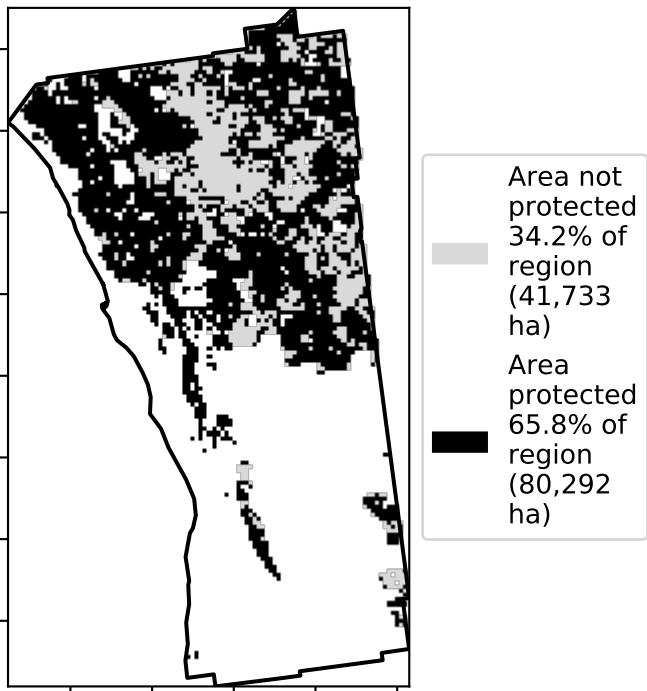 Area not
protected
34.2% of
region
(41,733
ha)
Area
protected
65.8% of
region
(80,292
ha)